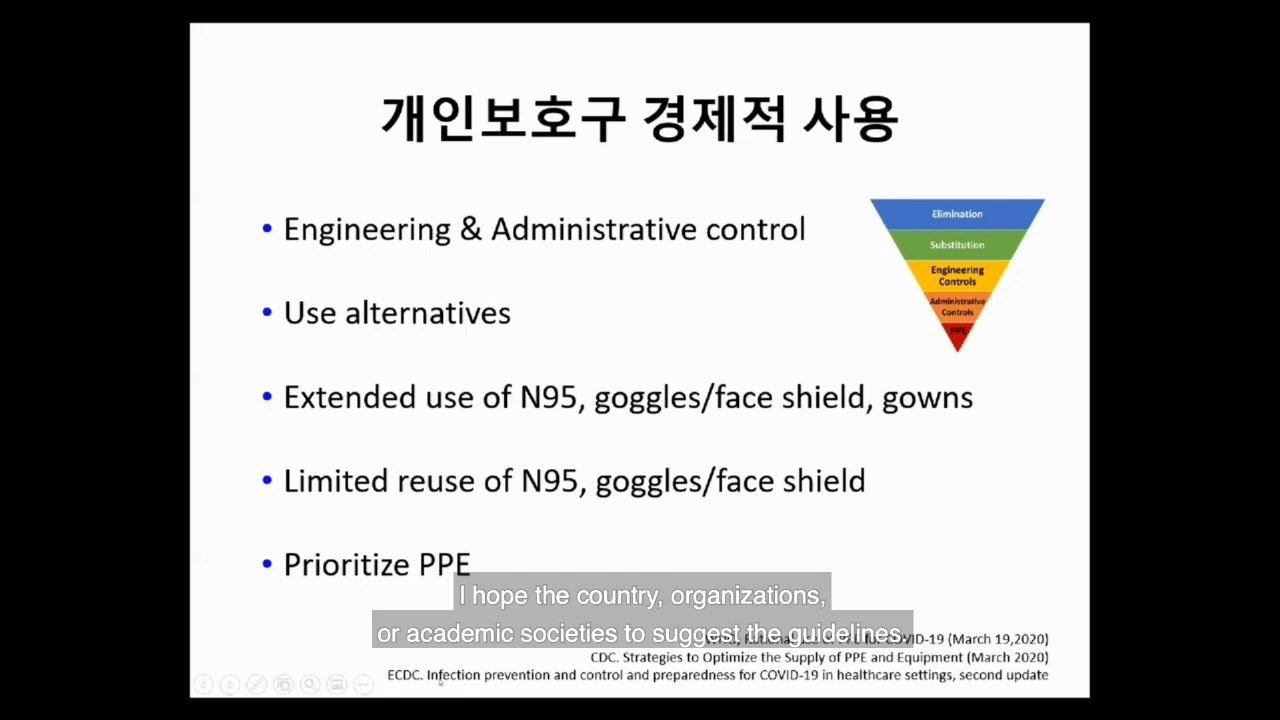 개인보호구 경제적 사용
• Engineering & Administrative control
• Use alternatives
• Extended use of N95, goggles/face shield, gowns
• Limited reuse of N95, goggles/face shield
• Prioritize PPE
Elimination
Substitution
Engineering
Controls
Administrative
Controls
PPE
I hope the country, organizations,
or academic societies to suggest the guidelines.
PPE for COVID-19 (March 19,2020)
CDC. Strategies to Optimize the Supply of PPE and Equipment (March 2020)
ECDC. Infection prevention and control and preparedness for COVID-19 in healthcare settings, second update